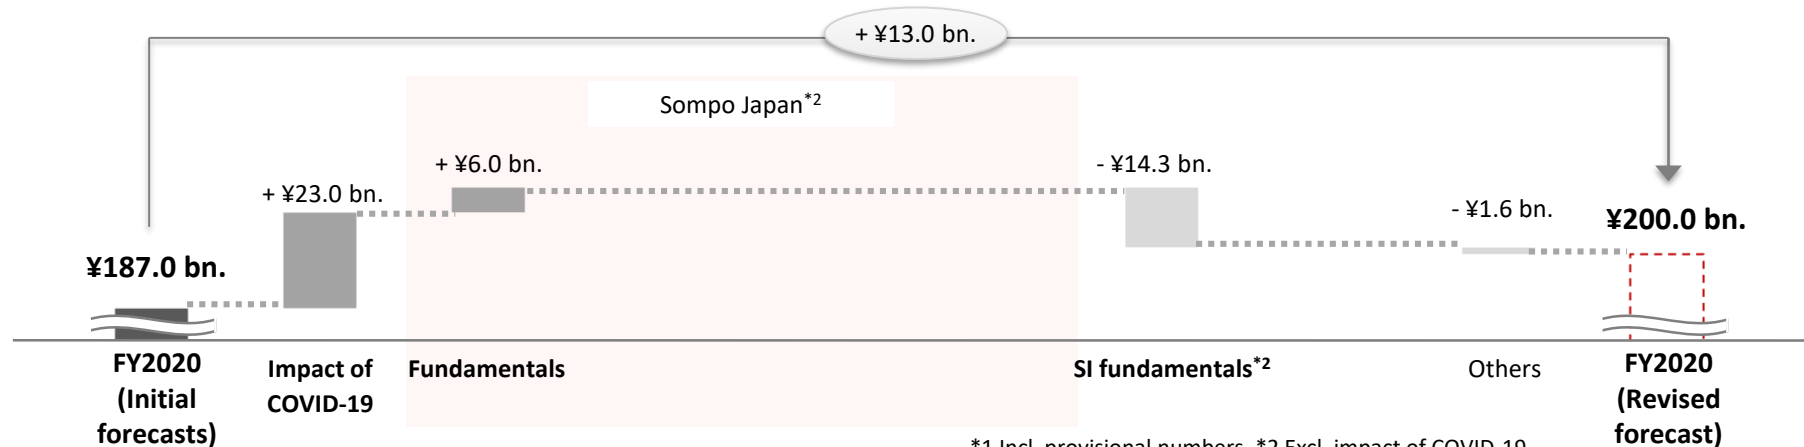 + ¥13.0 bn.
Sompo Japan*2
+ ¥6.0 bn.
- ¥14.3 bn.
+ ¥23.0 bn.
- ¥1.6 bn.
¥200.0 bn.
¥187.0 bn.
FY2020
(Initial
forecasts)
Impact of
COVID-19
Fundamentals
SI fundamentals*2
Others
FY2020
(Revised
forecast)
*1 Incl. provisional numbers *2 Excl. impact of COVID-19